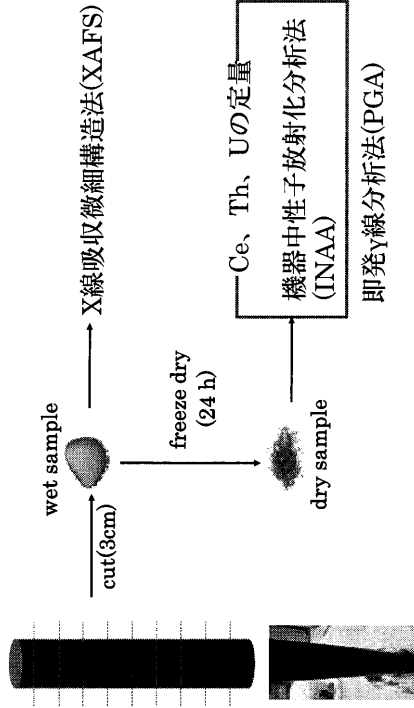 cut(3cm)
wet sample
X線吸収微細構造法(XAFS)
freeze dry
(24 h)
dry sample
Ce、Th、Uの定量
機器中性子放射化分析法
(INAA)
即発γ線分析法(PGA)